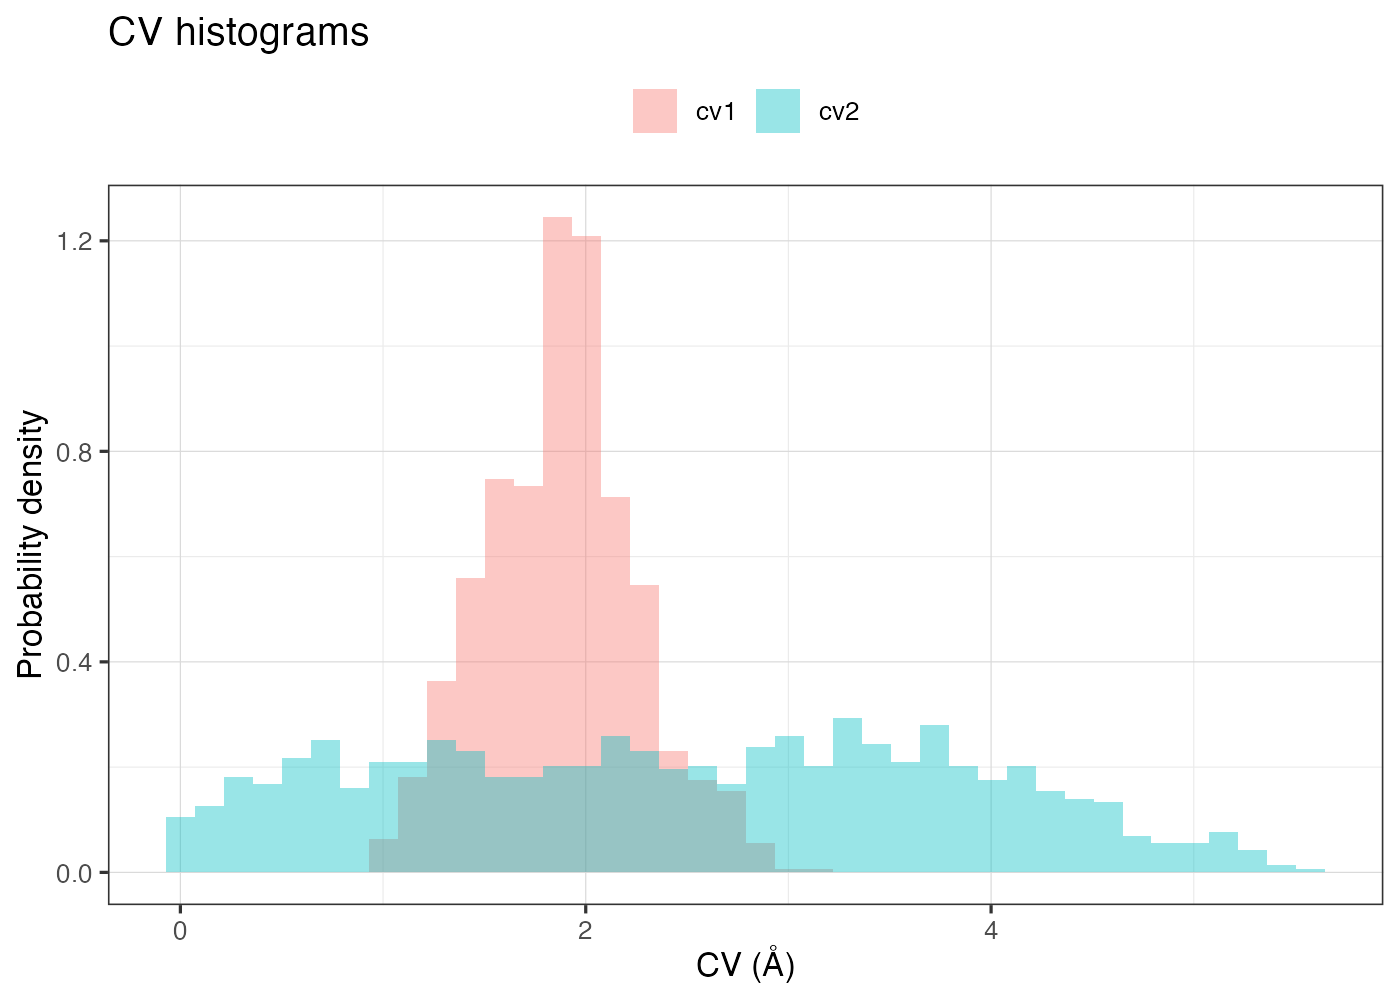 CV histograms
cv1 cv2
Probability density
1.2
0.8
0.4
0.0
0 2 4
CV (Å)